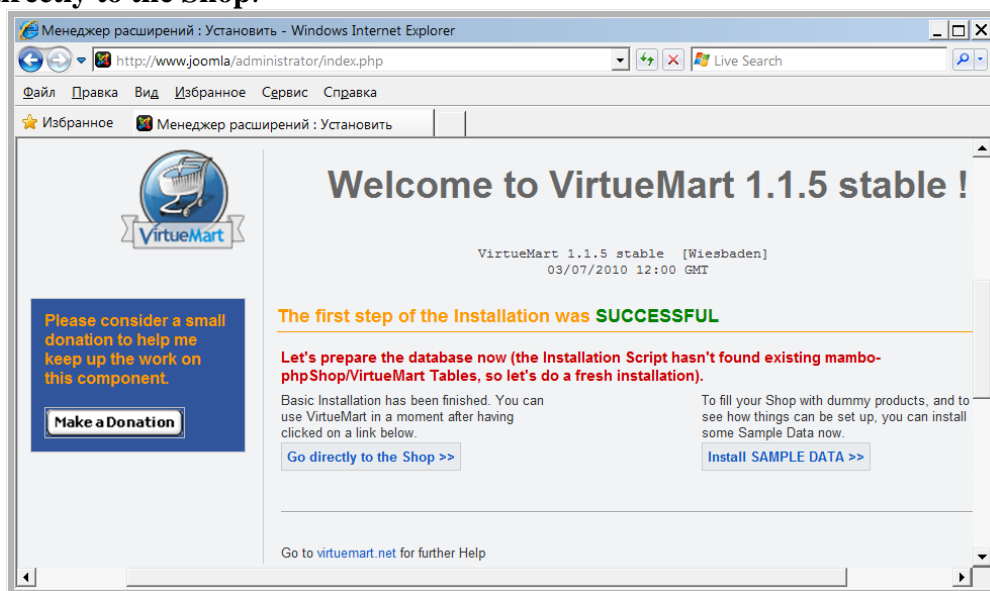 irectly to the Shop.
Менеджер расширений : Установить - Windows Internet Explorer
http://www.joomla/administrator/index.php
Live Search
Файл Правка Вид Избранное Сервис Справка
Избранное
Менеджер расширений : Установить
VirtueMart
Welcome to VirtueMart 1.1.5 stable !
VirtueMart 1.1.5 stable [Wiesbaden]
03/07/2010 12:00 GMT
Please consider a small
donation to help me
keep up the work on
this component.
Make a Donation
The first step of the Installation was SUCCESSFUL
Let's prepare the database now (the Installation Script hasn't found existing mambo-
phpShop/VirtueMart Tables, so let's do a fresh installation).
Basic Installation has been finished. You can
use VirtueMart in a moment after having
clicked on a link below.
Go directly to the Shop >>
To fill your Shop with dummy products, and to
see how things can be set up, you can install
some Sample Data now.
Install SAMPLE DATA >>
Go to virtuemart.net for further Help